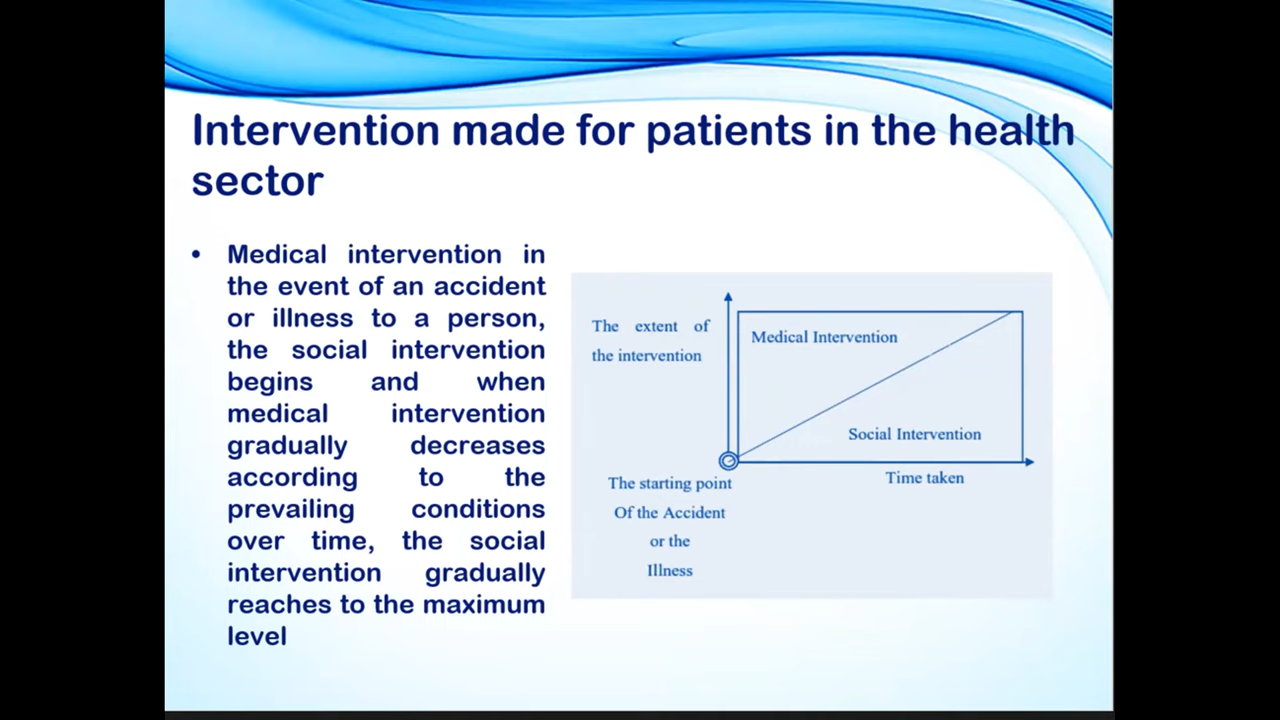 Intervention made for patients in the health
sector
• Medical intervention in
the event of an accident
or illness to a person,
the social intervention
begins and when
medical intervention
gradually decreases
according to the
prevailing conditions
over time, the social
intervention gradually
reaches to the maximum
level
The extent of
the intervention
Medical Intervention
Social Intervention
Time taken
The starting point
Of the Accident
or the
Illness